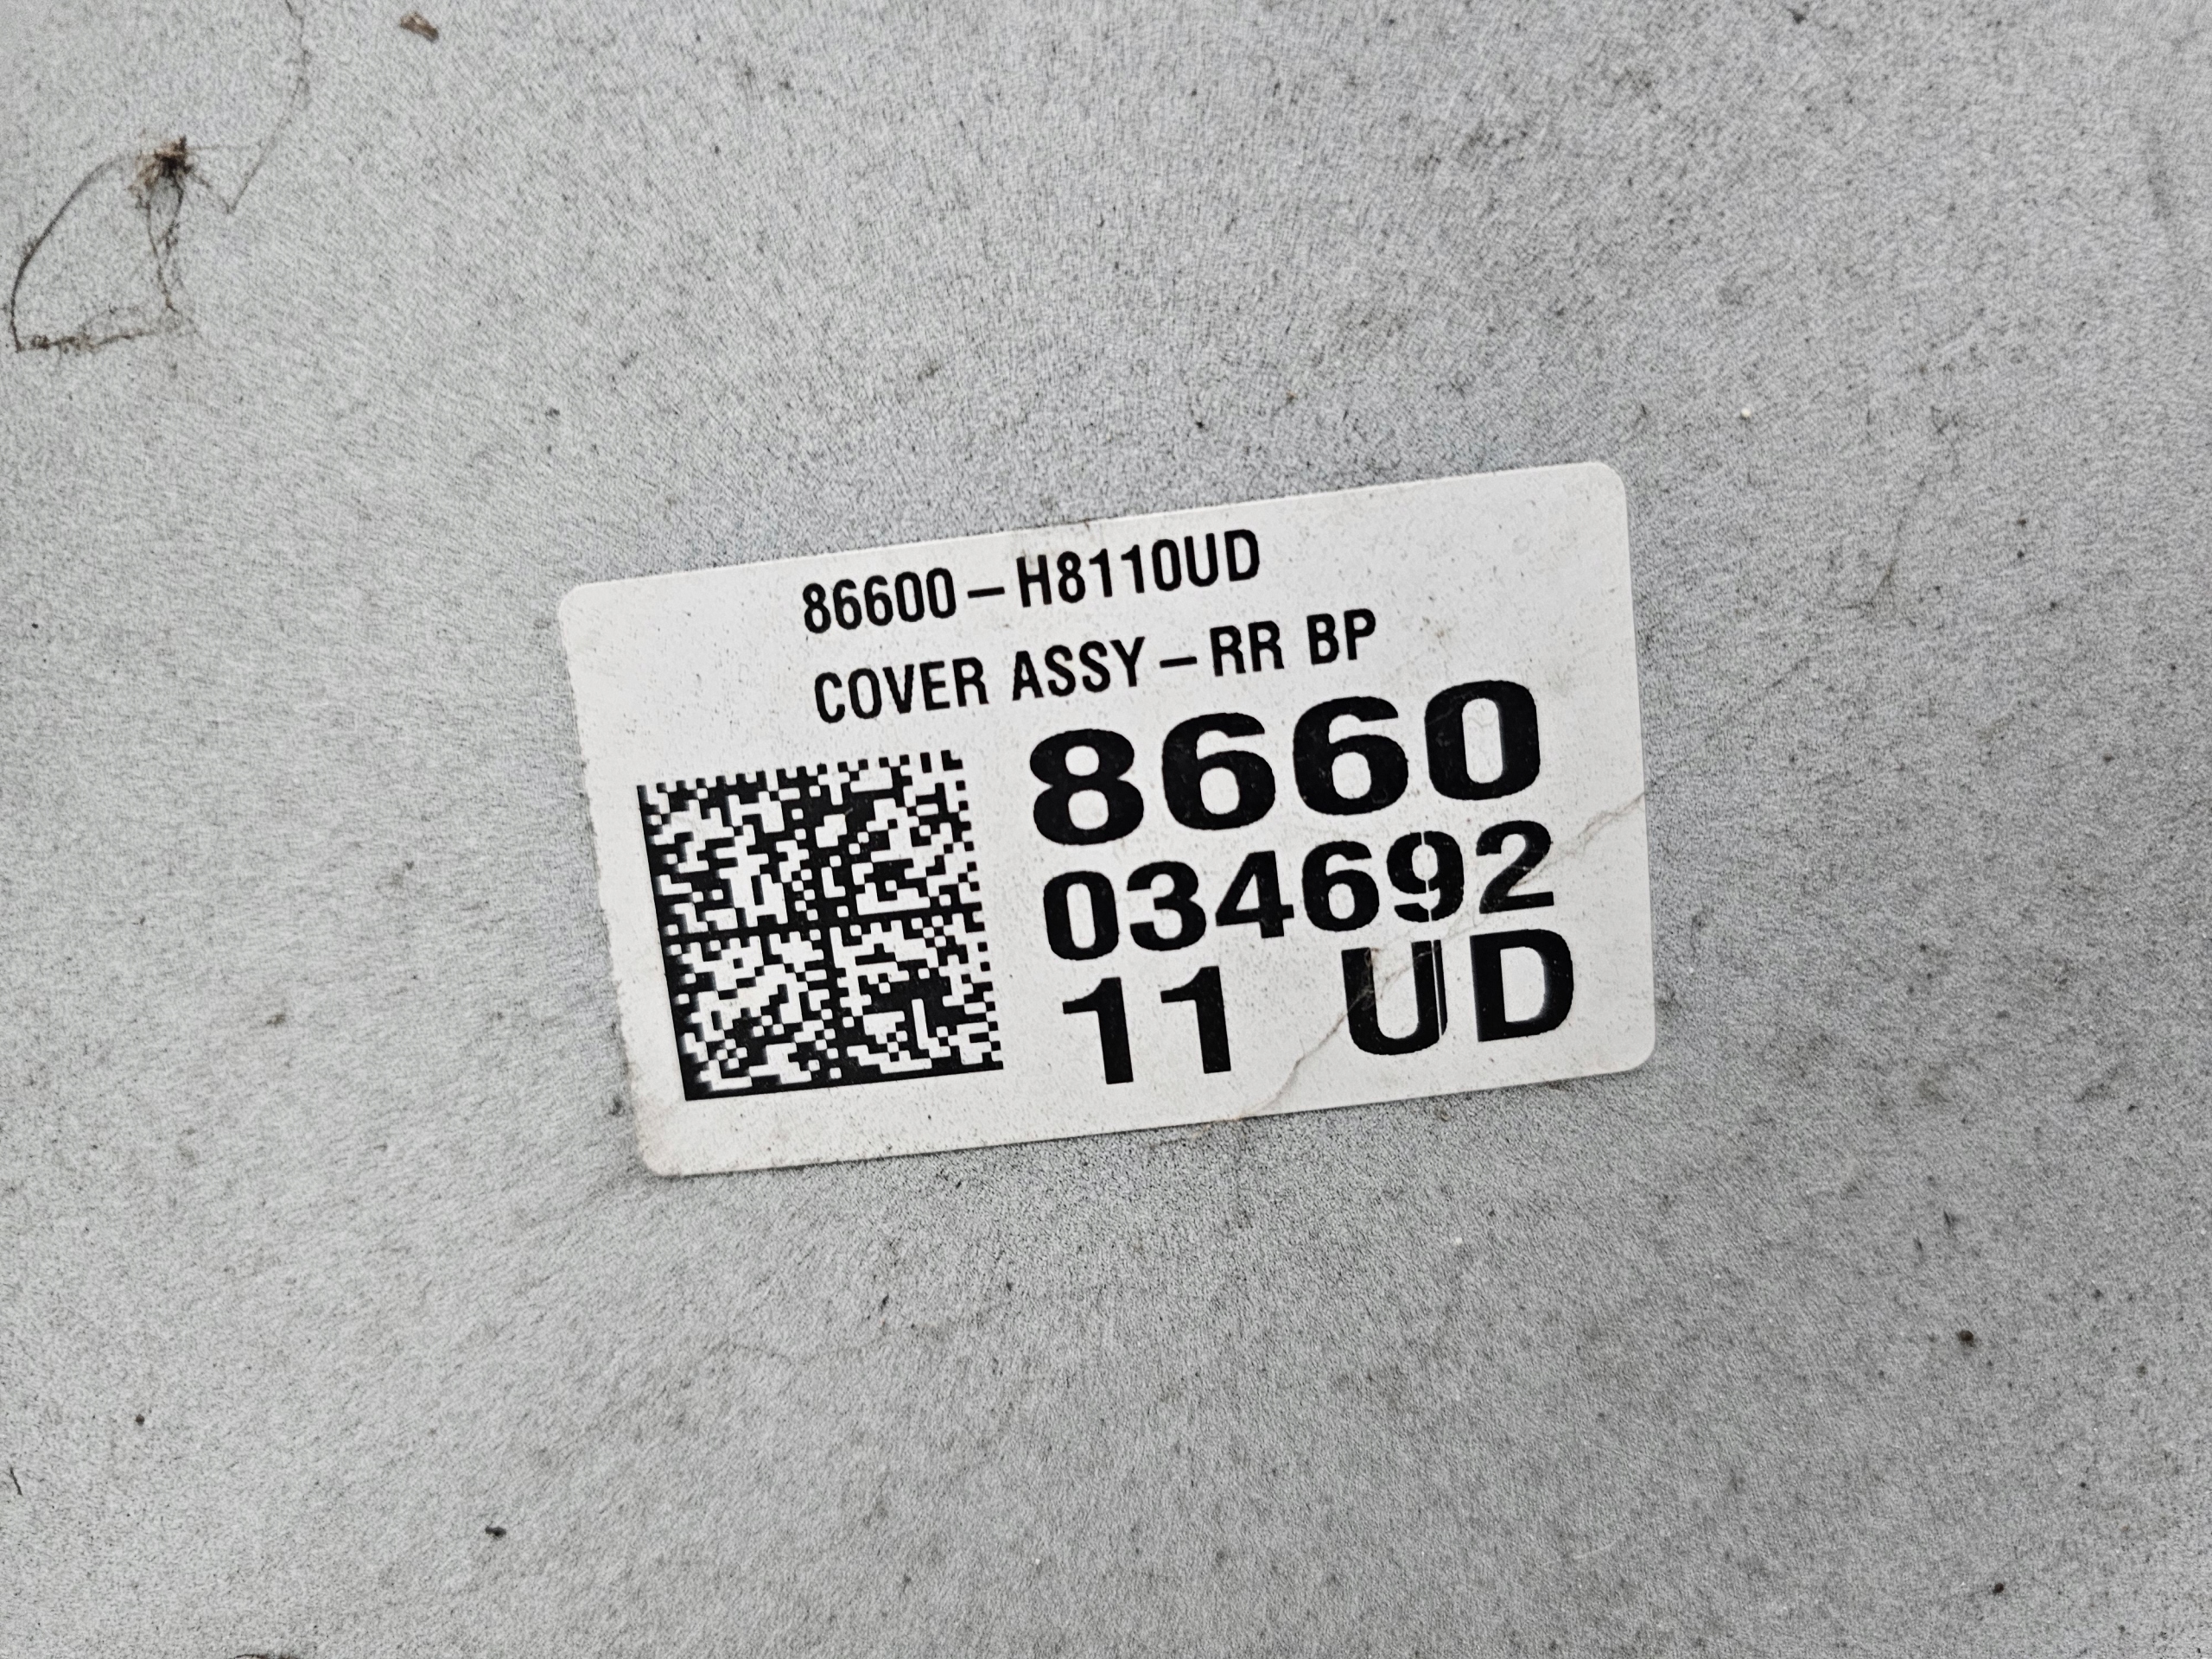 86600-H8110UD
COVER ASSY-RR BP
8660
034692
11 UD